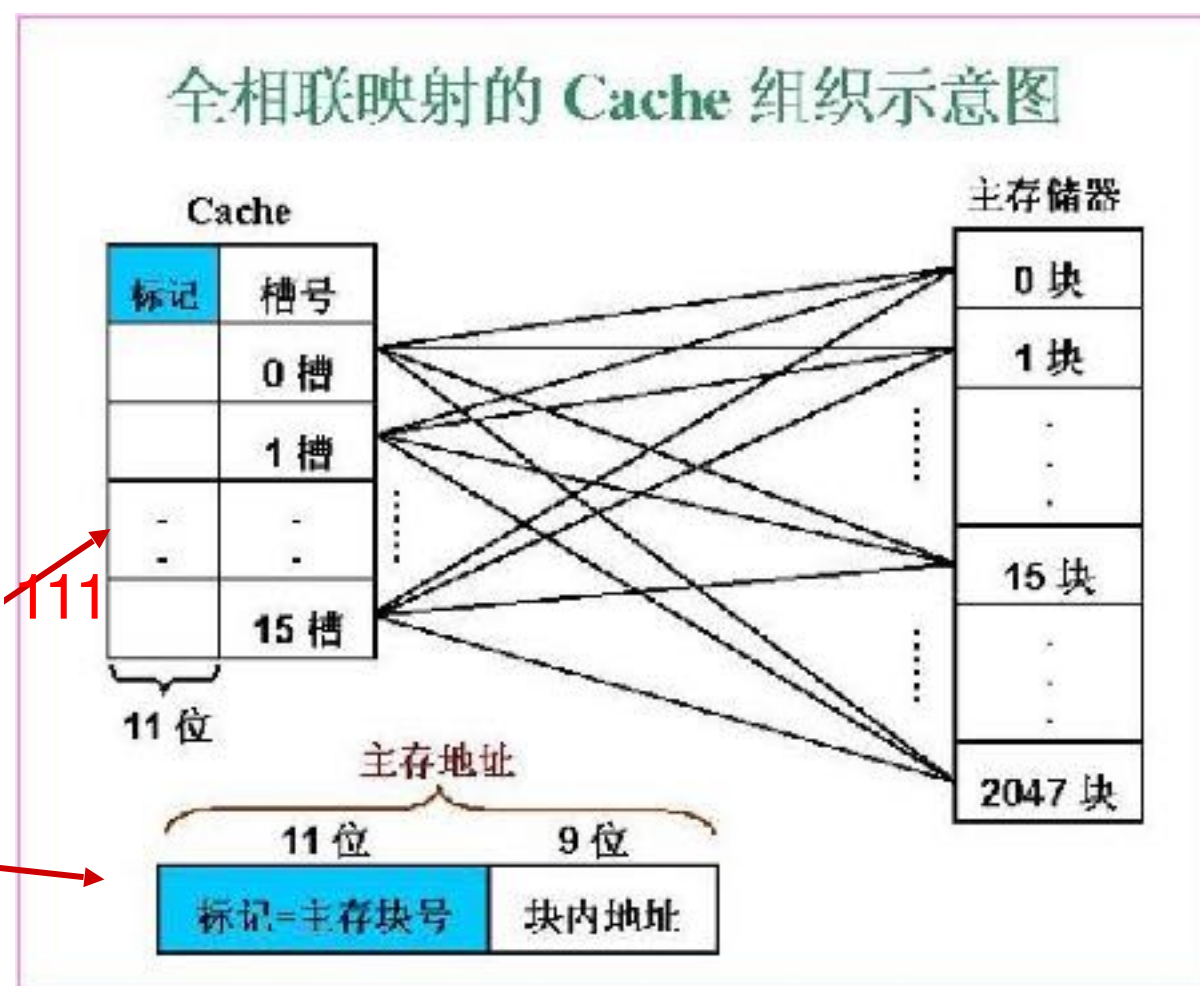 全相联映射的 Cache 组织示意图
Cache
主存储器
标记
槽号
0 槽
1 槽
15 槽
111
11 位
0 块
1 块
15 块
2047 块
主存地址
11 位
9 位
标记=主存块号
块内地址